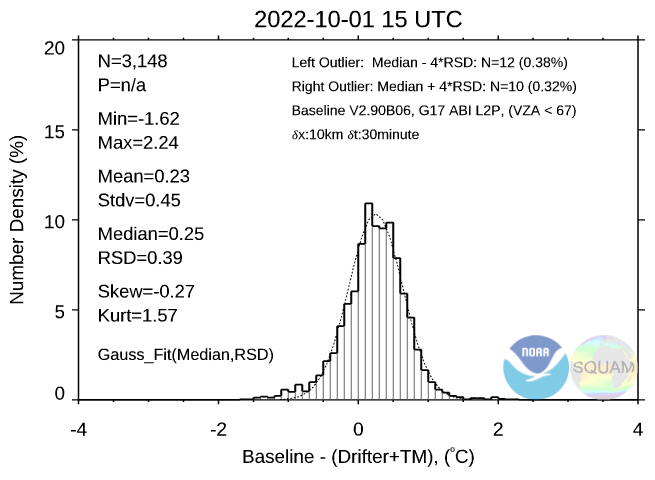 2022-10-01 15 UTC
N=3,148
P=n/a
Min=-1.62
Max=2.24
Mean=0.23
Stdv=0.45
Median=0.25
RSD=0.39
Skew=-0.27
Kurt=1.57
Gauss_Fit(Median,RSD)
Left Outlier: Median - 4*RSD: N=12 (0.38%)
Right Outlier: Median + 4*RSD: N=10 (0.32%)
Baseline V2.90B06, G17 ABI L2P, (VZA < 67)
δx:10km δt:30minute
Number Density (%)
20
15
10
5
0
-4 -2 0 2 4
Baseline - (Drifter+TM), (°C)
NOAA
SQUAM